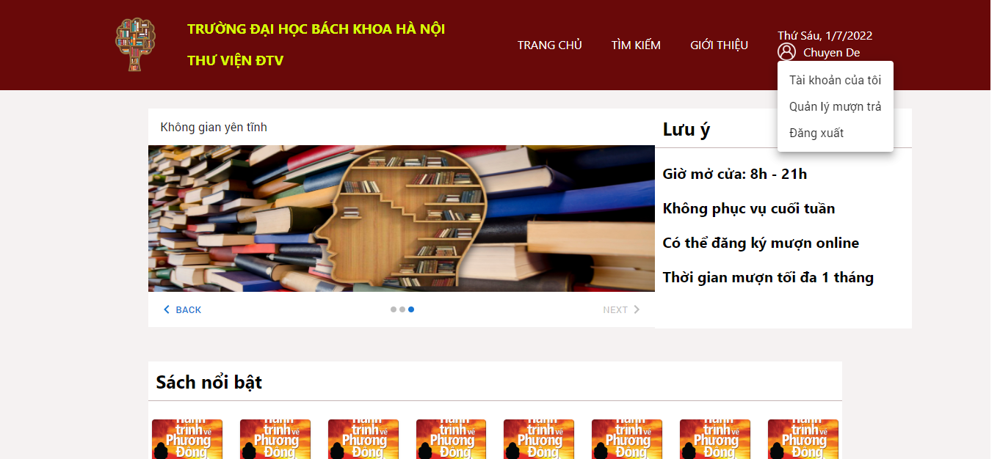 TRƯỜNG ĐẠI HỌC BÁCH KHOA HÀ NỘI
THƯ VIỆN ĐTV
TRANG CHỦ
TÌM KIẾM
GIỚI THIỆU
Thứ Sáu, 1/7/2022
Chuyen De
Tài khoản của tôi
Quản lý mượn trả
Đăng xuất
Không gian yên tĩnh
BACK
NEXT
Lưu ý
Giờ mở cửa: 8h - 21h
Không phục vụ cuối tuần
Có thể đăng ký mượn online
Thời gian mượn tối đa 1 tháng
Sách nổi bật
Hành trình về Phương Đông
Hành trình về Phương Đông
Hành trình về Phương Đông
Hành trình về Phương Đông
Hành trình về Phương Đông
Hành trình về Phương Đông
Hành trình về Phương Đông
Hành trình về Phương Đông